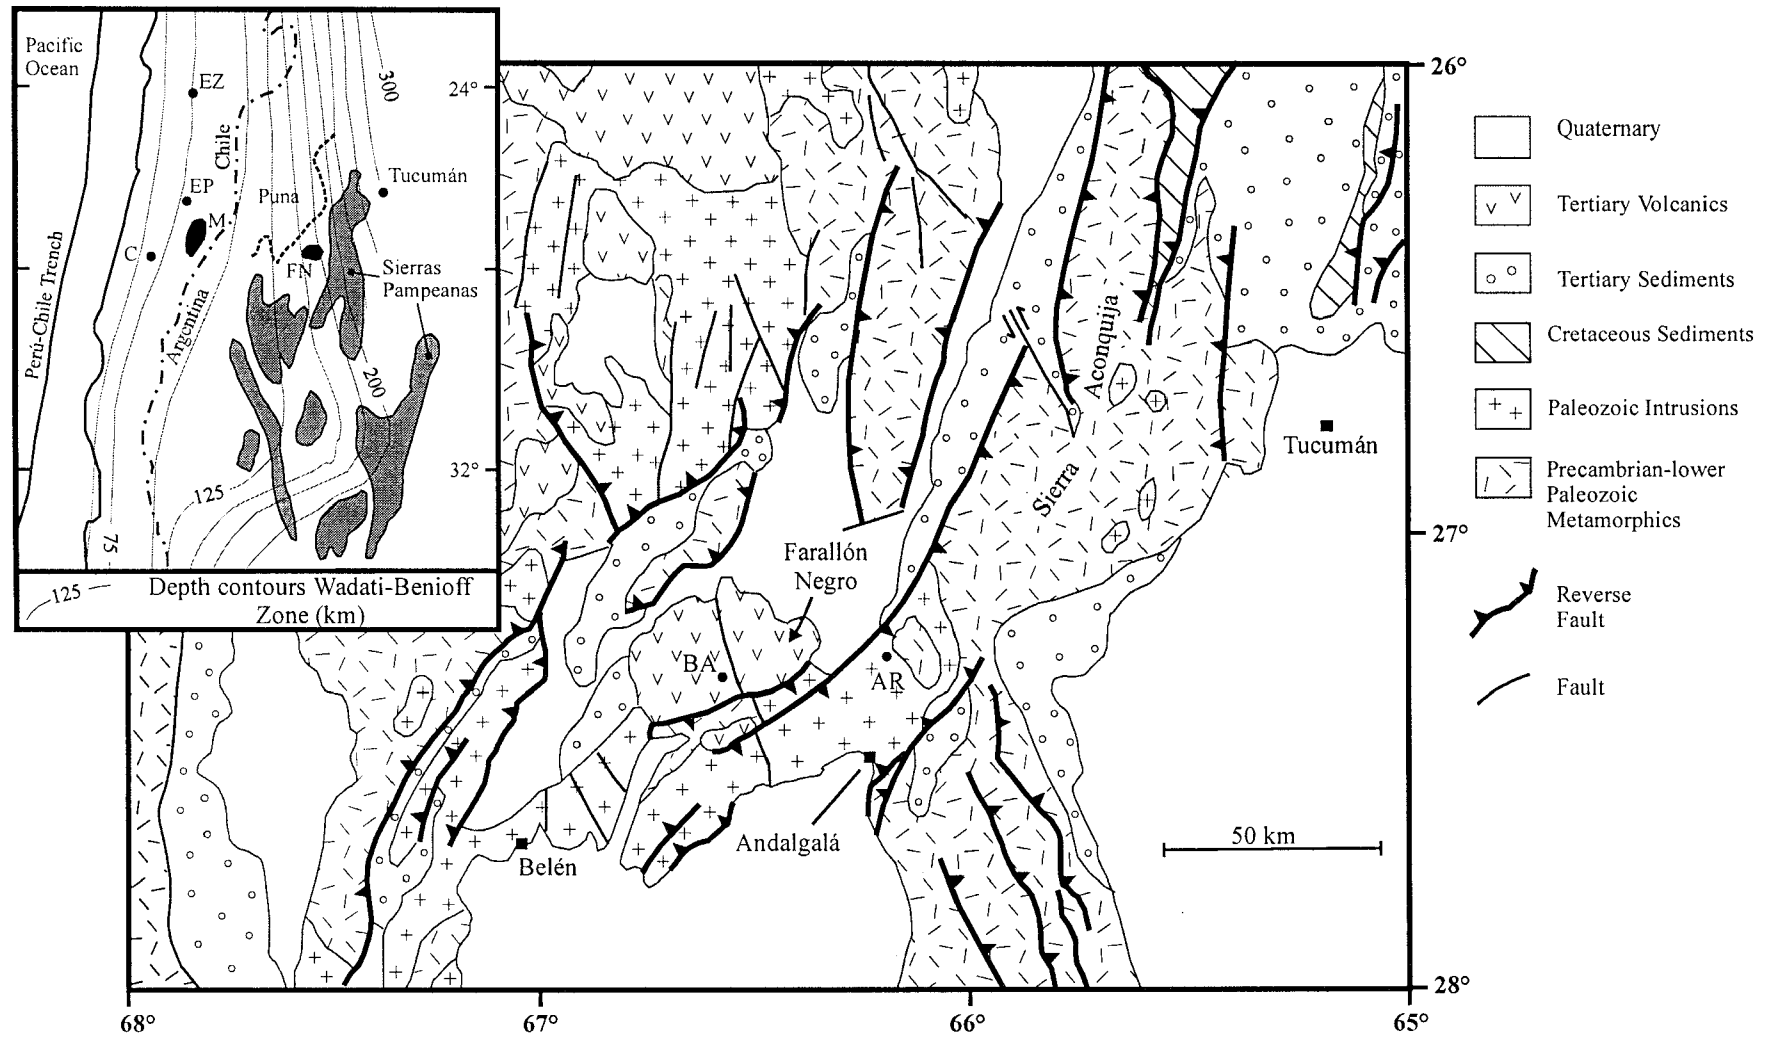 Pacific
Ocean
EZ
300
24°
Chile
Tucumán
EP
Puna
M
C
FN
Sierras
Pampeanas
Perú-Chile Trench
Argentina
200
32°
125
75
125
Depth contours Wadati-Benioff
Zone (km)
26°
27°
28°
68°
67°
66°
65°
Sierra Aconquija
Tucumán
Farallón
Negro
BA
AR
Andalgalá
Belén
50 km
Quaternary
Tertiary Volcanics
Tertiary Sediments
Cretaceous Sediments
Paleozoic Intrusions
Precambrian-lower
Paleozoic
Metamorphics
Reverse
Fault
Fault